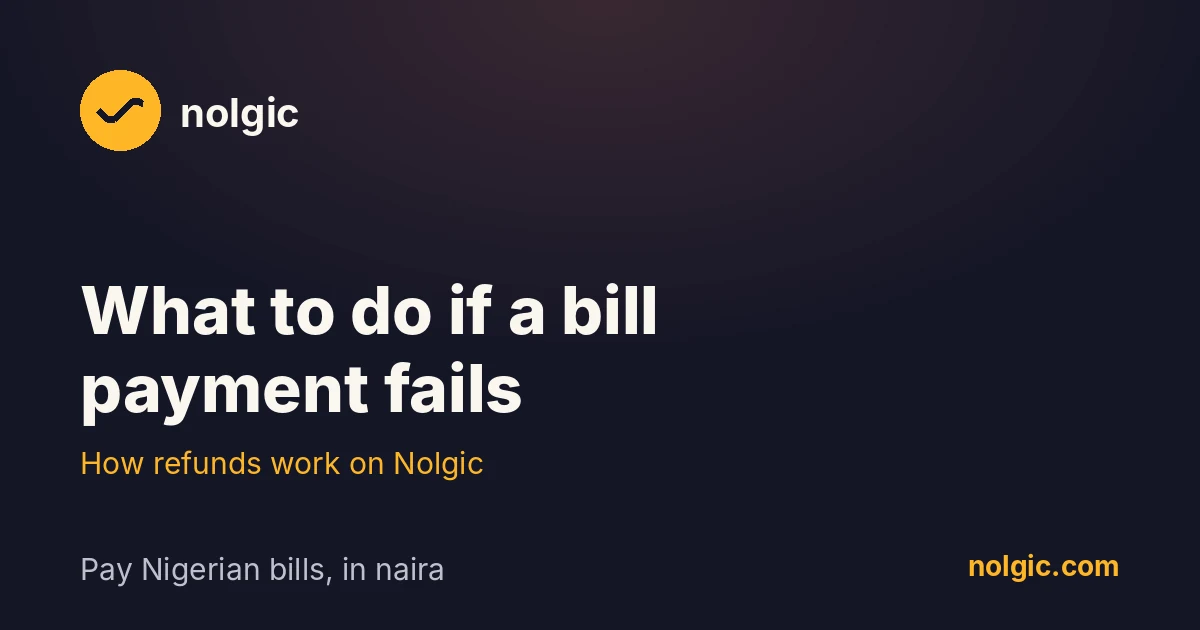 nolgic
What to do if a bill
payment fails
How refunds work on Nolgic
Pay Nigerian bills, in naira
nolgic.com